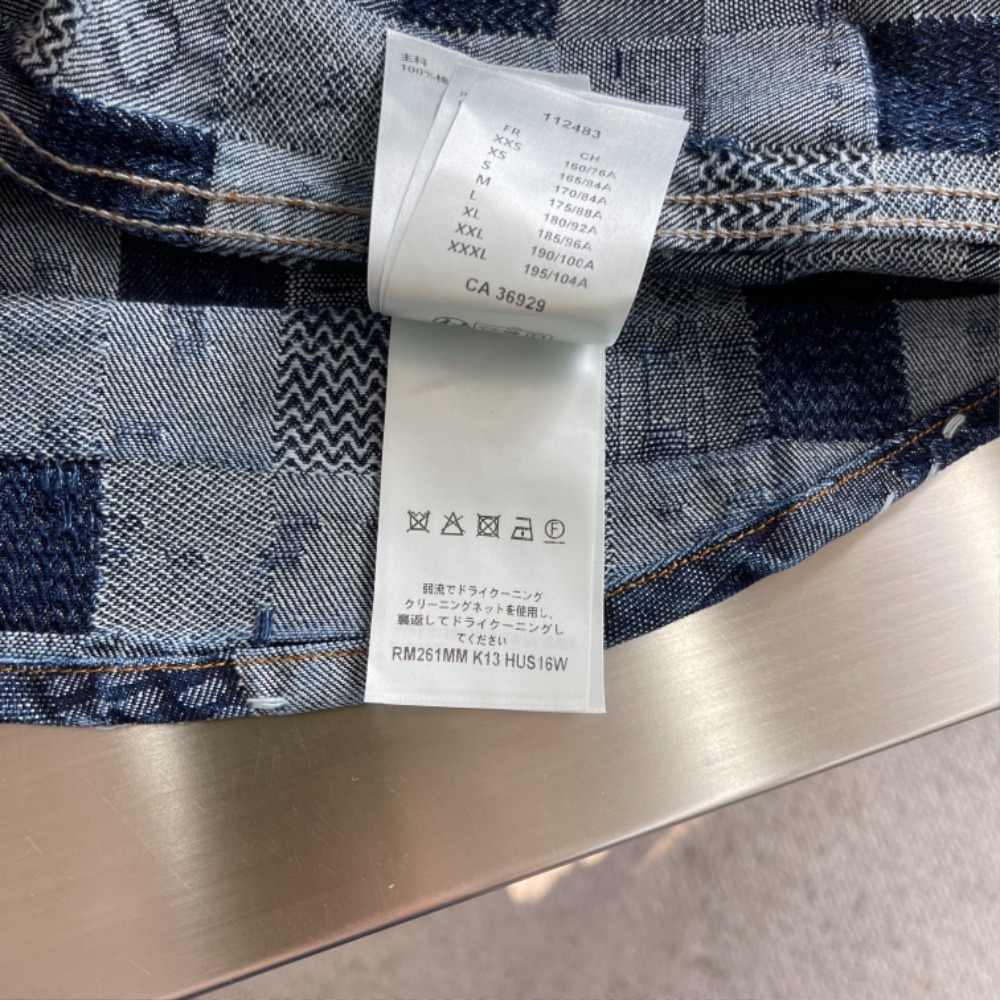 主料
100%棉
112483
FR CH
XXS 160/76A
XS 165/84A
S 170/84A
M 175/88A
L 180/92A
XL 185/96A
XXL 190/100A
XXXL 195/104A
CA 36929
F
弱流でドライケーニング
クリーニングネットを使用し、
裏返してドライケーニングし
てください
RM261MM K13 HUS16W